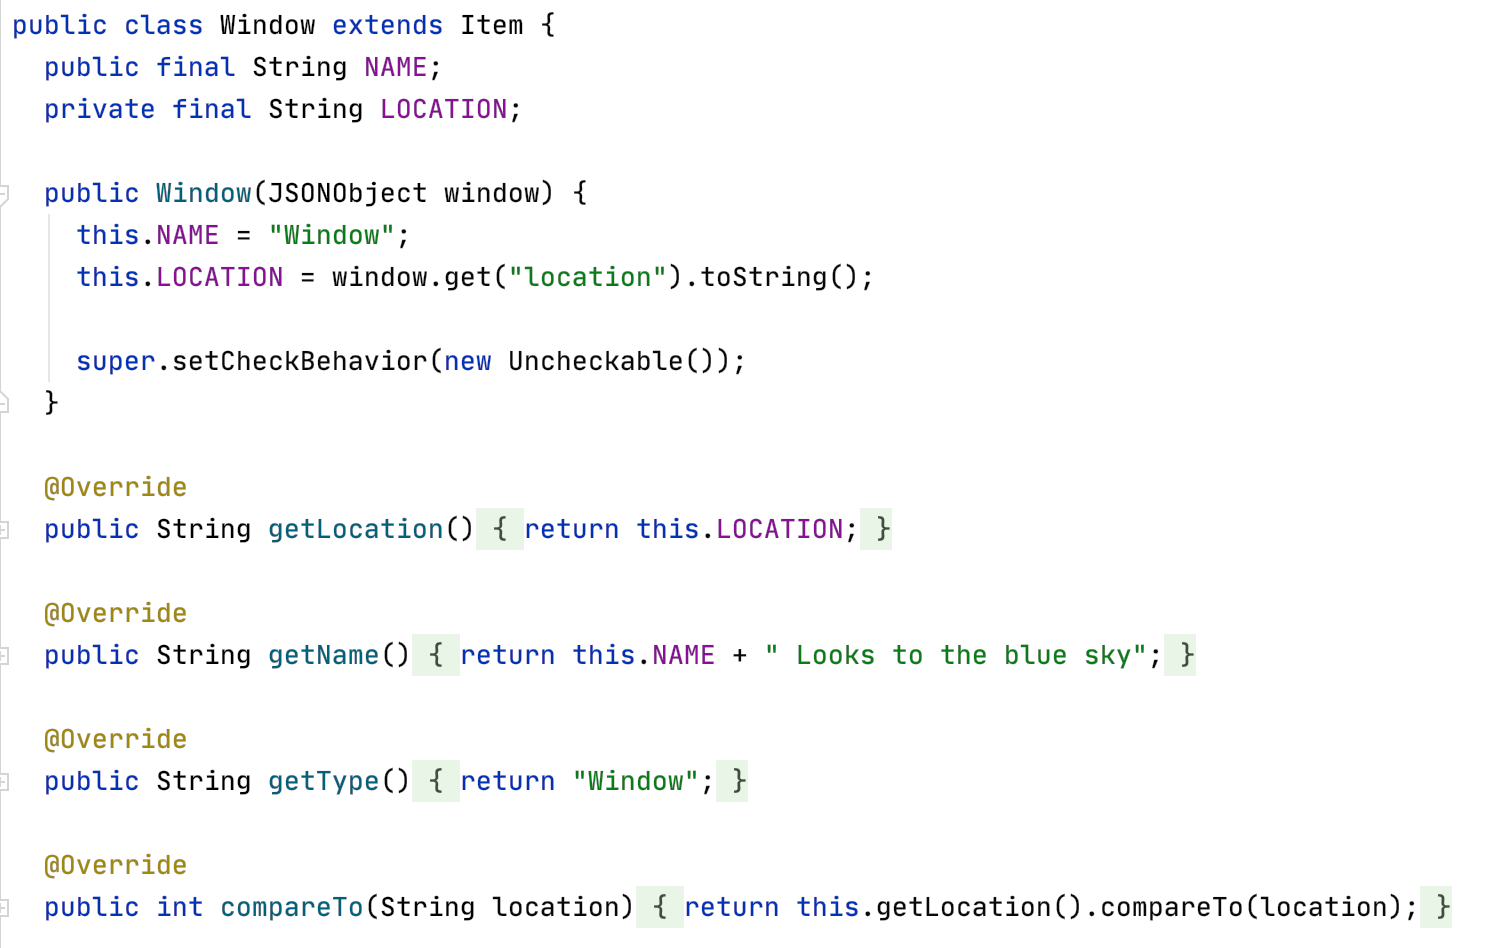 public class Window extends Item {
public final String NAME;
private final String LOCATION;
public Window(JSONObject window) {
this.NAME = "Window";
this.LOCATION = window.get("location").toString();
super.setCheckBehavior(new Uncheckable());
}
@Override
public String getLocation() { return this.LOCATION; }
@Override
public String getName() { return this.NAME + " Looks to the blue sky"; }
@Override
public String getType() { return "Window"; }
@Override
public int compareTo(String location) { return this.getLocation().compareTo(location); }